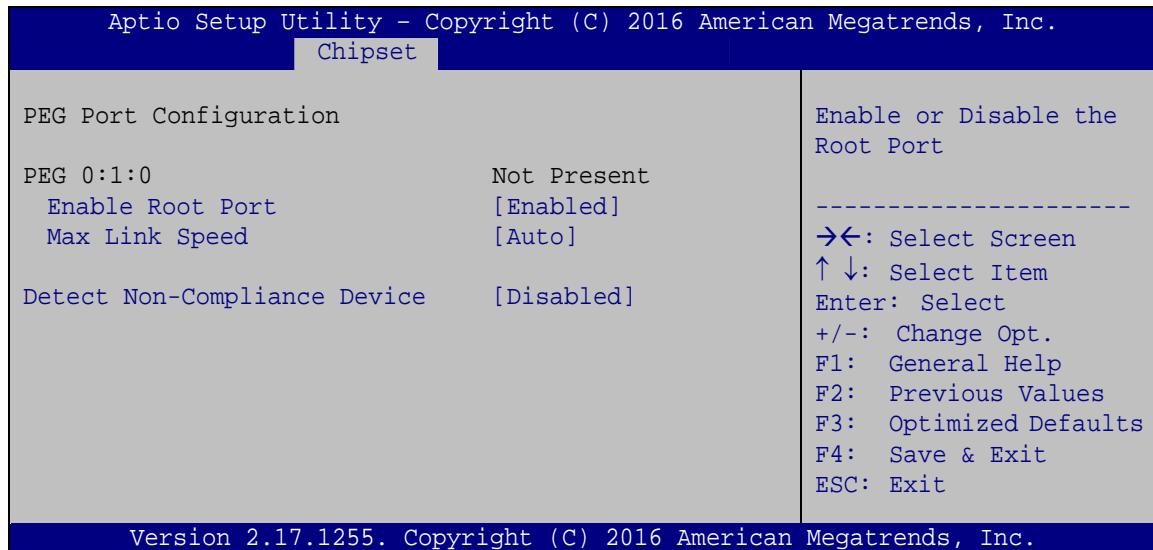 Aptio Setup Utility – Copyright (C) 2016 American Megatrends, Inc.
Chipset
PEG Port Configuration
PEG 0:1:0 Not Present
Enable Root Port [Enabled]
Max Link Speed [Auto]
Detect Non-Compliance Device [Disabled]
Enable or Disable the
Root Port
----------------------
→←: Select Screen
↑ ↓: Select Item
Enter: Select
+/-: Change Opt.
F1: General Help
F2: Previous Values
F3: Optimized Defaults
F4: Save & Exit
ESC: Exit
Version 2.17.1255. Copyright (C) 2016 American Megatrends, Inc.